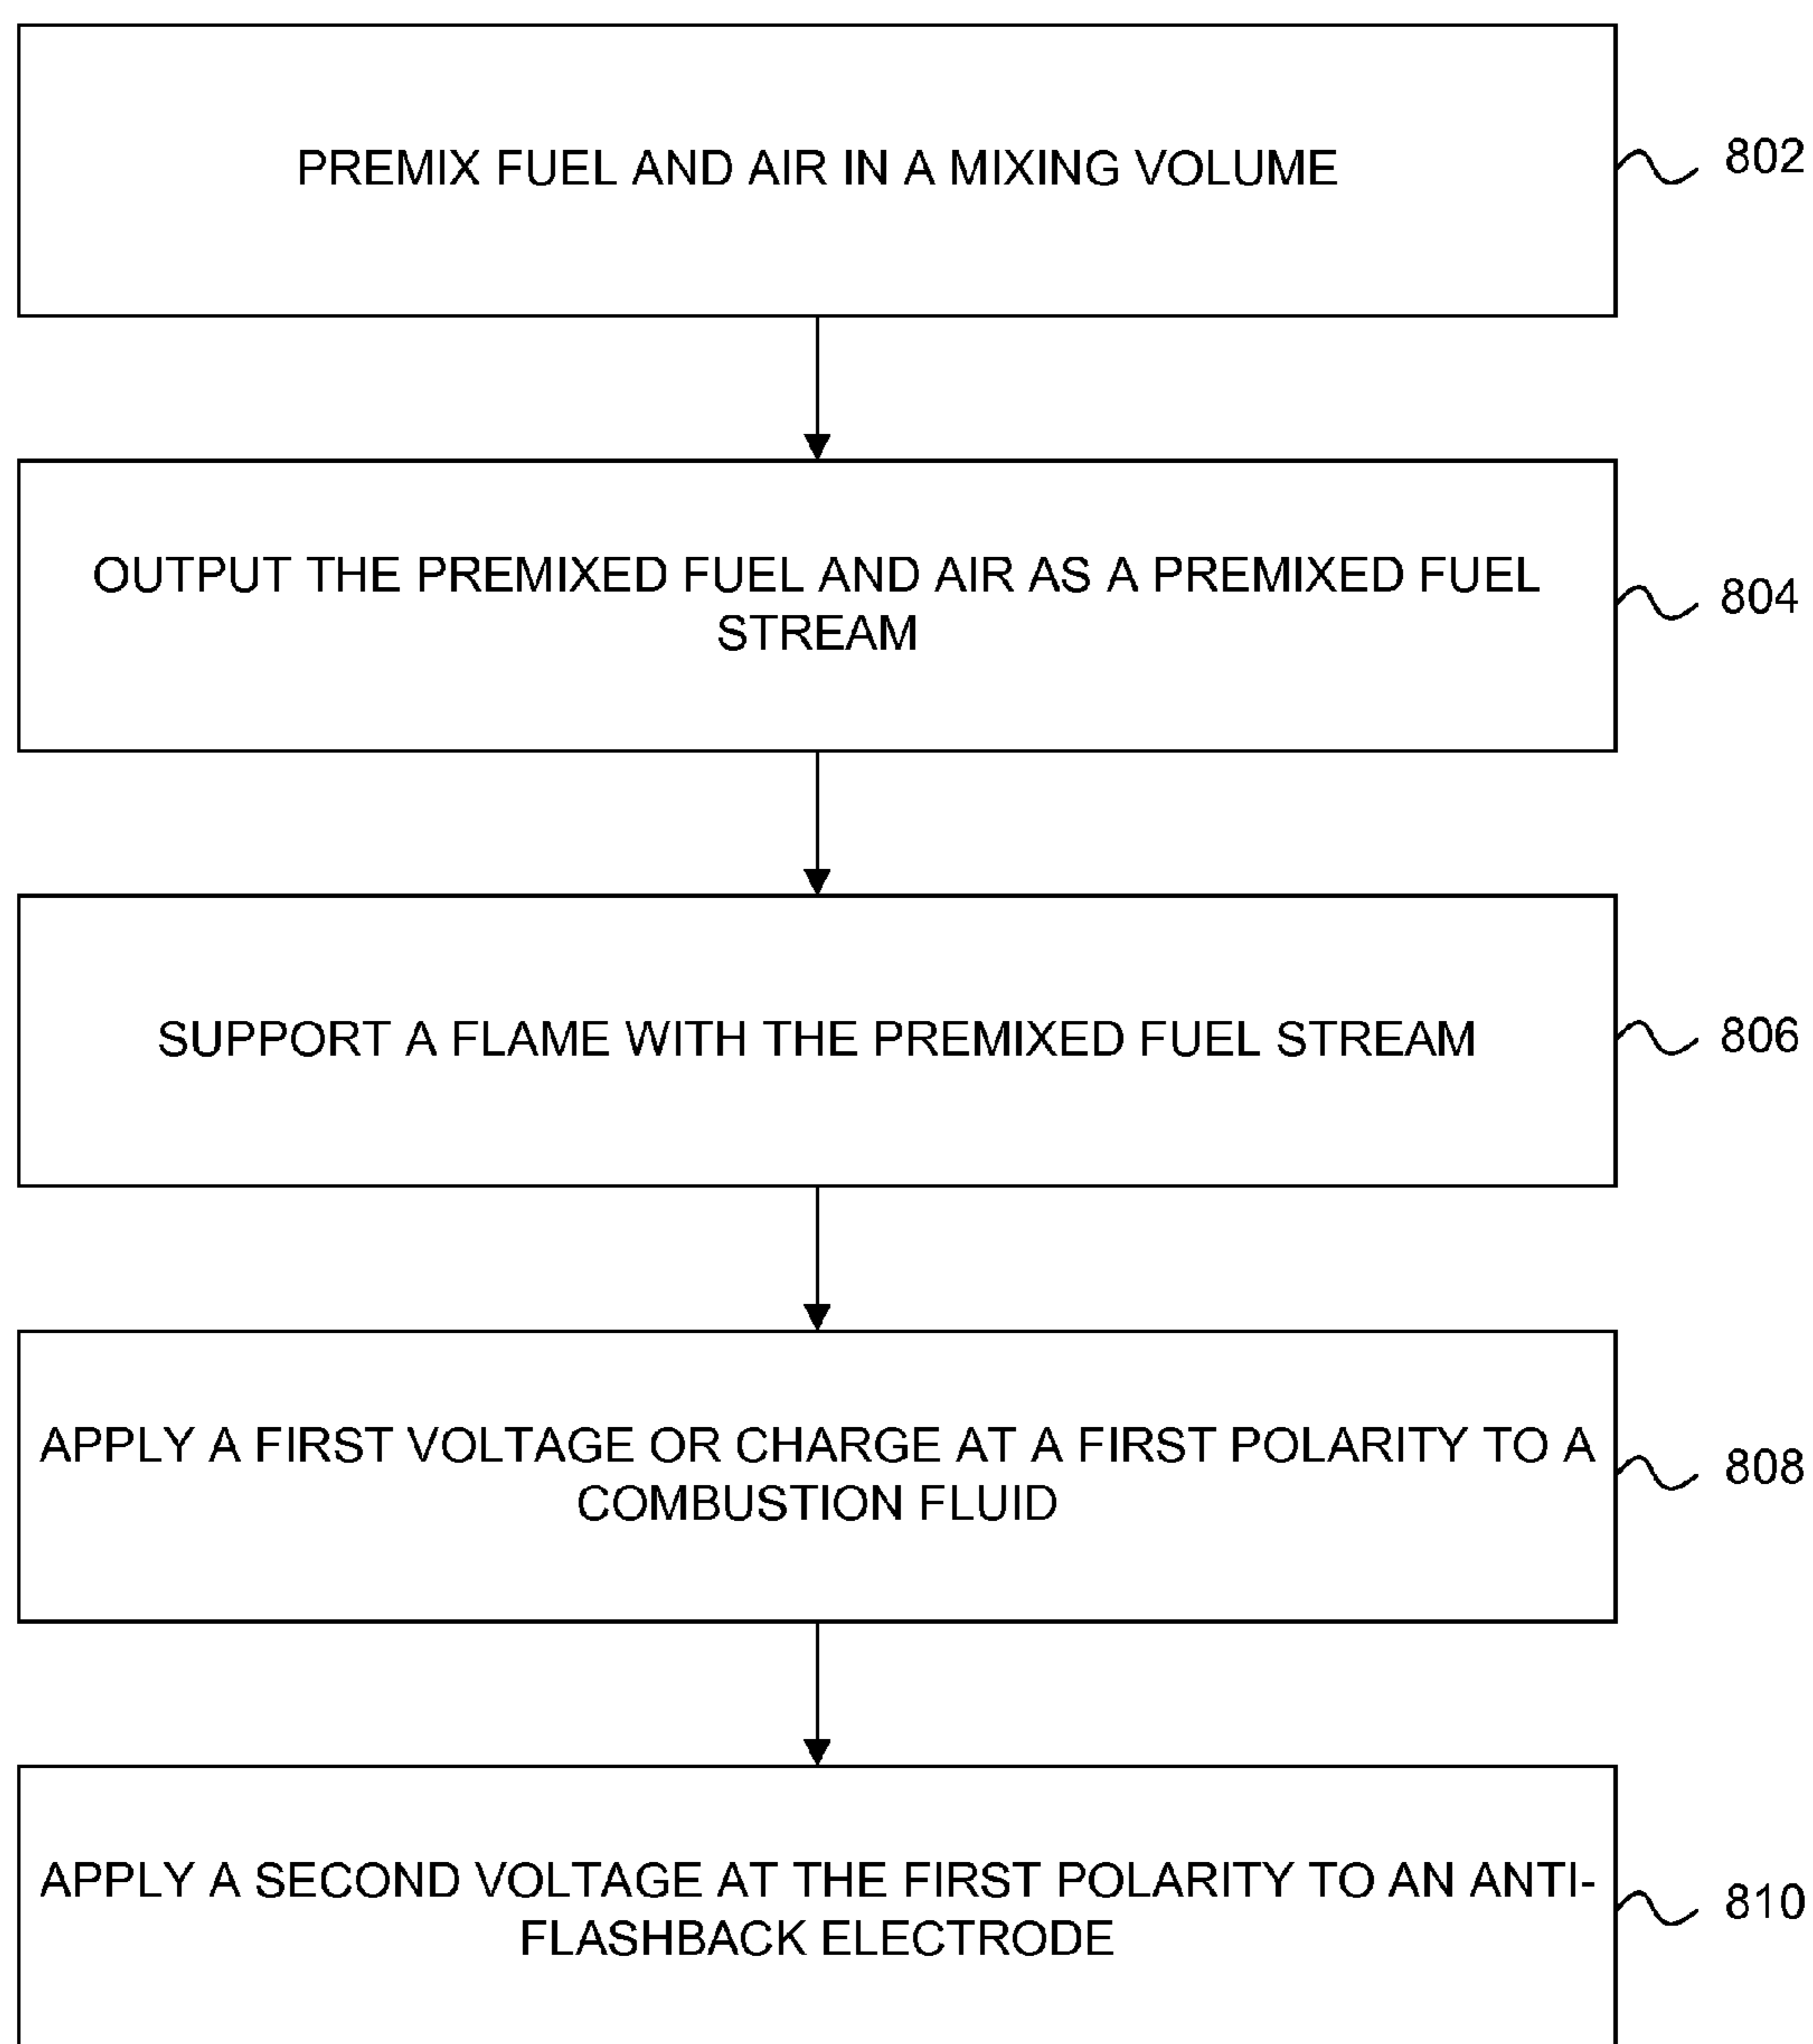 PREMIX FUEL AND AIR IN A MIXING VOLUME
802
OUTPUT THE PREMIXED FUEL AND AIR AS A PREMIXED FUEL
STREAM
804
SUPPORT A FLAME WITH THE PREMIXED FUEL STREAM
806
APPLY A FIRST VOLTAGE OR CHARGE AT A FIRST POLARITY TO A
COMBUSTION FLUID
808
APPLY A SECOND VOLTAGE AT THE FIRST POLARITY TO AN ANTI-
FLASHBACK ELECTRODE
810